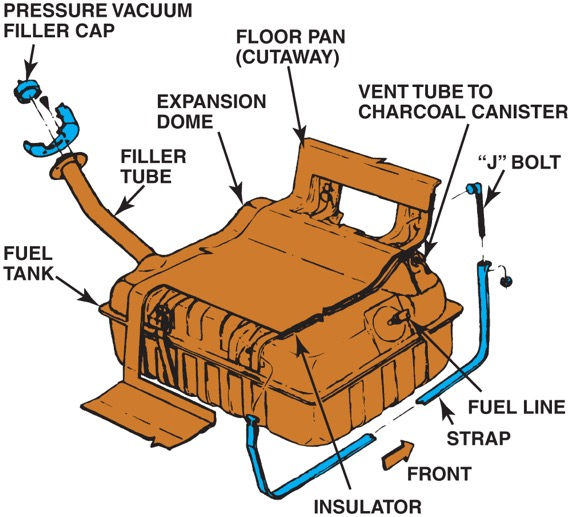 PRESSURE VACUUM
FILLER CAP
FLOOR PAN
(CUTAWAY)
VENT TUBE TO
CHARCOAL CANISTER
EXPANSION
DOME
FILLER
TUBE
“J” BOLT
FUEL
TANK
FUEL LINE
STRAP
FRONT
INSULATOR